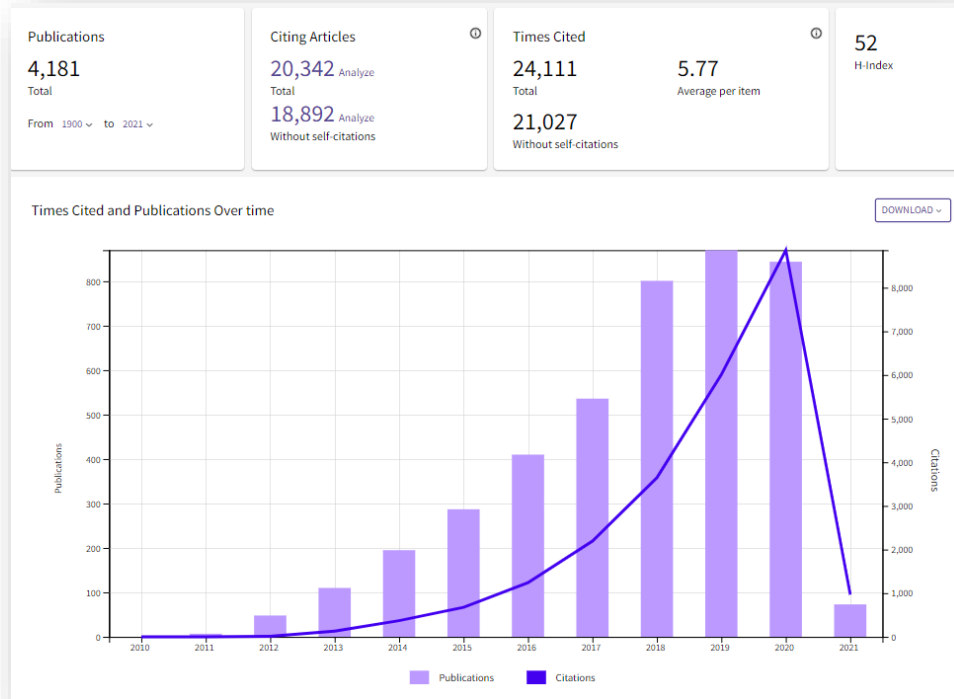 Publications
4,181
Total
From 1900 to 2021
Citing Articles
20,342 Analyze
Total
18,892 Analyze
Without self-citations
Times Cited
24,111
Total
5.77
Average per item
21,027
Without self-citations
52
H-Index
Times Cited and Publications Over time
DOWNLOAD
Publications
800
700
600
500
400
300
200
100
0
8,000
7,000
6,000
5,000
4,000
3,000
2,000
1,000
0
Citations
2010 2011 2012 2013 2014 2015 2016 2017 2018 2019 2020 2021
Publications Citations